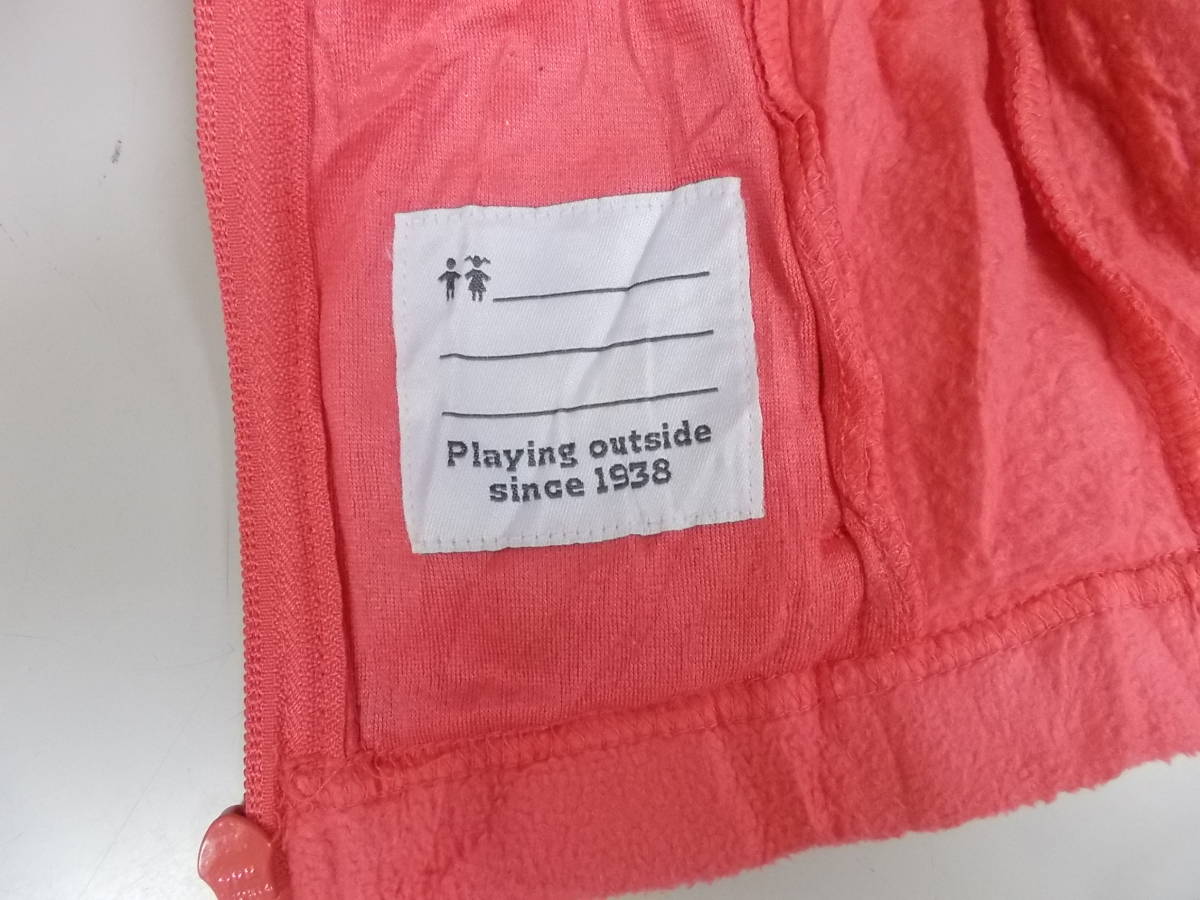 Playing outside
since 1938